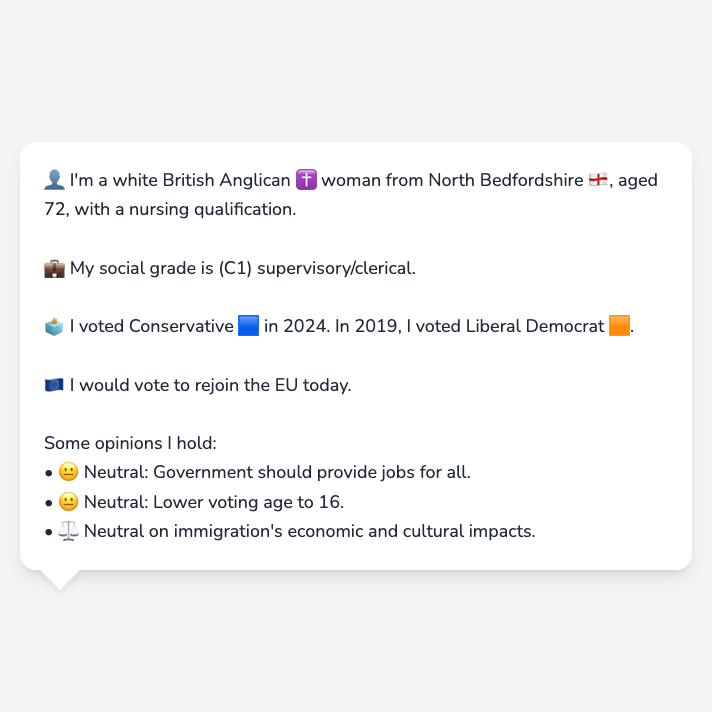 👤 I'm a white British Anglican ✝️ woman from North Bedfordshire 🏴󠁧󠁢󠁥󠁮󠁧󠁿, aged
72, with a nursing qualification.
💼 My social grade is (C1) supervisory/clerical.
🗳️ I voted Conservative 🟦 in 2024. In 2019, I voted Liberal Democrat 🟧.
🇪🇺 I would vote to rejoin the EU today.
Some opinions I hold:
• 😐 Neutral: Government should provide jobs for all.
• 😐 Neutral: Lower voting age to 16.
• ⚖️ Neutral on immigration's economic and cultural impacts.